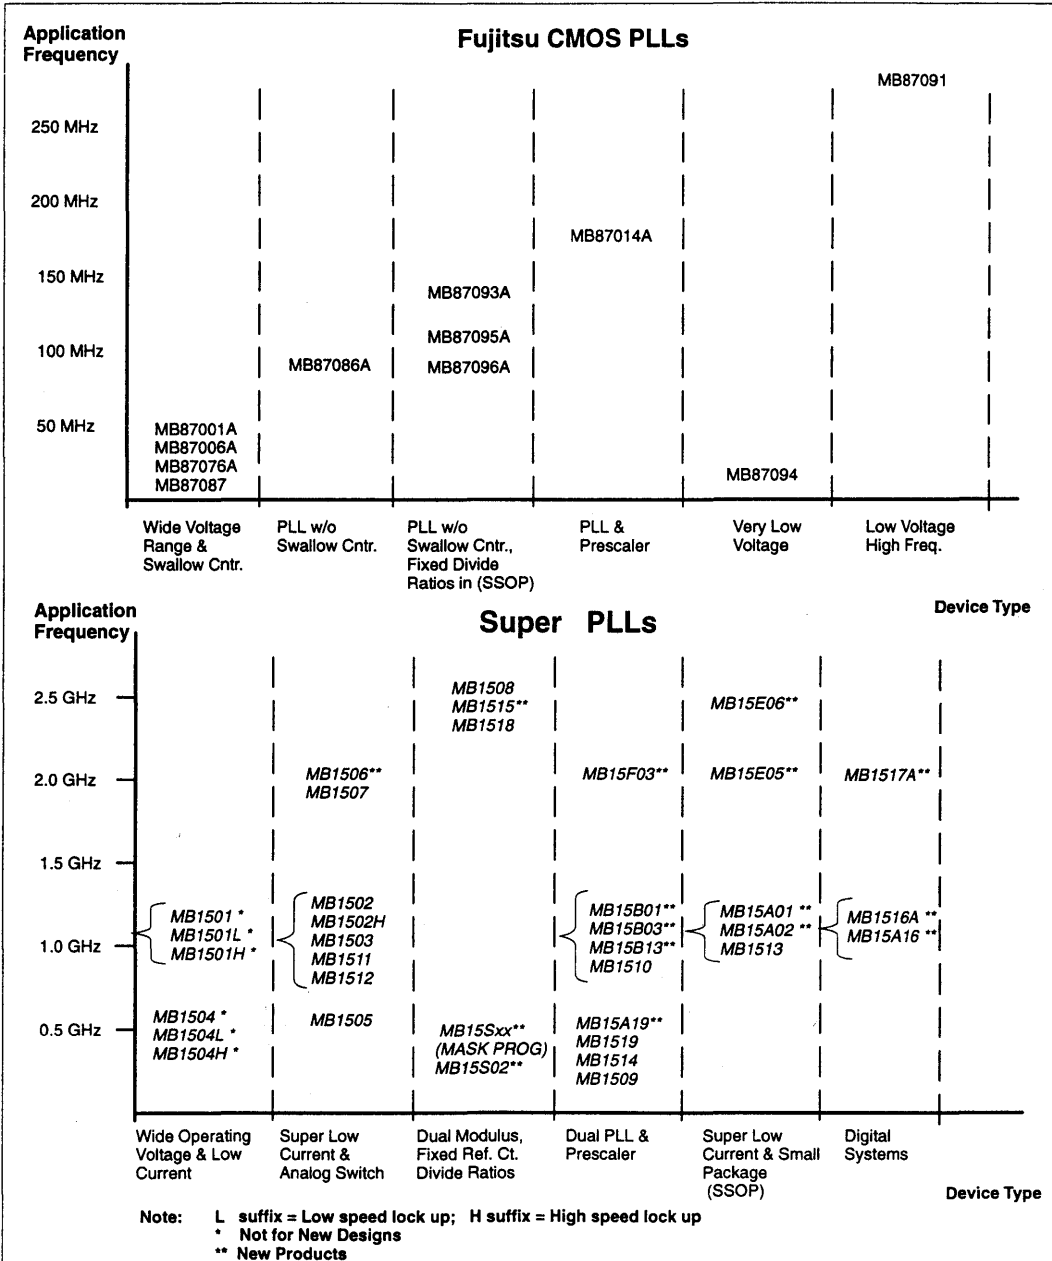 Application
Frequency
Fujitsu CMOS PLLs
MB87091
250 MHz
200 MHz
MB87014A
150 MHz
MB87093A
MB87095A
100 MHz
MB87086A
MB87096A
50 MHz
MB87001A
MB87006A
MB87076A
MB87087
MB87094
Wide Voltage
Range &
Swallow Cntr.
PLL w/o
Swallow Cntr.
PLL w/o
Swallow Cntr.,
Fixed Divide
Ratios in (SSOP)
PLL &
Prescaler
Very Low
Voltage
Low Voltage
High Freq.
Device Type
Application
Frequency
Super PLLs
2.5 GHz
MB1508
MB1515**
MB1518
MB15E06**
2.0 GHz
MB1506**
MB1507
MB15F03**
MB15E05**
MB1517A**
1.5 GHz
1.0 GHz
MB1501 *
MB1501L *
MB1501H *
MB1502
MB1502H
MB1503
MB1511
MB1512
MB15B01**
MB15B03**
MB15B13**
MB1510
MB15A01 **
MB15A02 **
MB1513
MB1516A **
MB15A16 **
0.5 GHz
MB1504 *
MB1504L *
MB1504H *
MB1505
MB15Sxx**
(MASK PROG)
MB15S02**
MB15A19**
MB1519
MB1514
MB1509
Wide Operating
Voltage & Low
Current
Super Low
Current &
Analog Switch
Dual Modulus,
Fixed Ref. Ct.
Divide Ratios
Dual PLL &
Prescaler
Super Low
Current & Small
Package
(SSOP)
Digital
Systems
Device Type
Note: L suffix = Low speed lock up; H suffix = High speed lock up
* Not for New Designs
** New Products